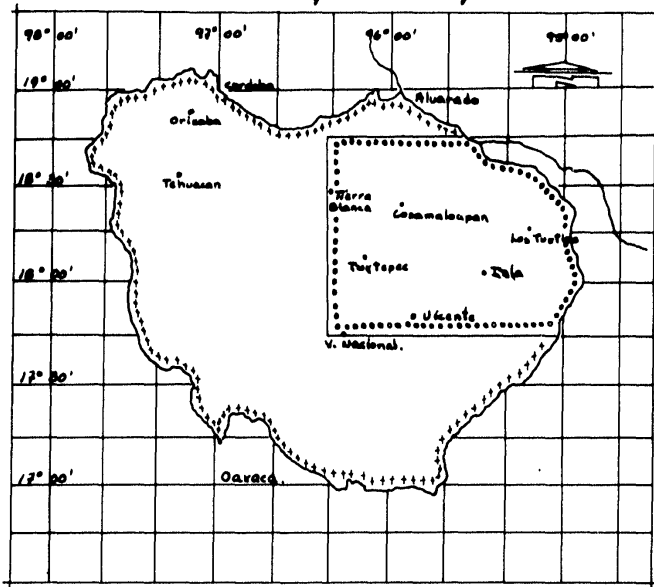 98° 00'
97° 00'
96° 00'
95° 00'
19° 00'
Cordoba
Alvarado
Orizaba
18° 30'
Tehuacan
Tierra
Blanca
Cosamaloapan
Los Tuxtlas
18° 00'
Tuxtepec
Isla
Vicente
V. Nacional.
17° 30'
17° 00'
Oaxaca.